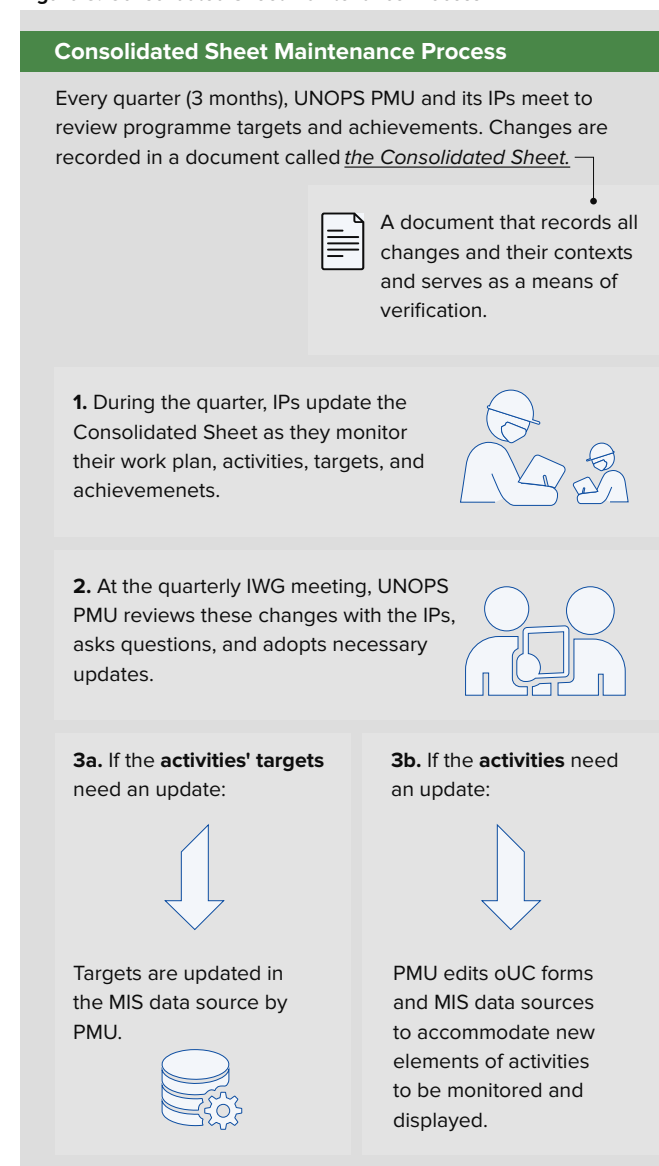 Consolidated Sheet Maintenance Process
Every quarter (3 months), UNOPS PMU and its IPs meet to
review programme targets and achievements. Changes are
recorded in a document called the Consolidated Sheet.
A document that records all
changes and their contexts
and serves as a means of
verification.
1. During the quarter, IPs update the
Consolidated Sheet as they monitor
their work plan, activities, targets, and
achievemenets.
2. At the quarterly IWG meeting, UNOPS
PMU reviews these changes with the IPs,
asks questions, and adopts necessary
updates.
3a. If the activities' targets
need an update:
Targets are updated in
the MIS data source by
PMU.
3b. If the activities need
an update:
PMU edits oUC forms
and MIS data sources
to accommodate new
elements of activities
to be monitored and
displayed.